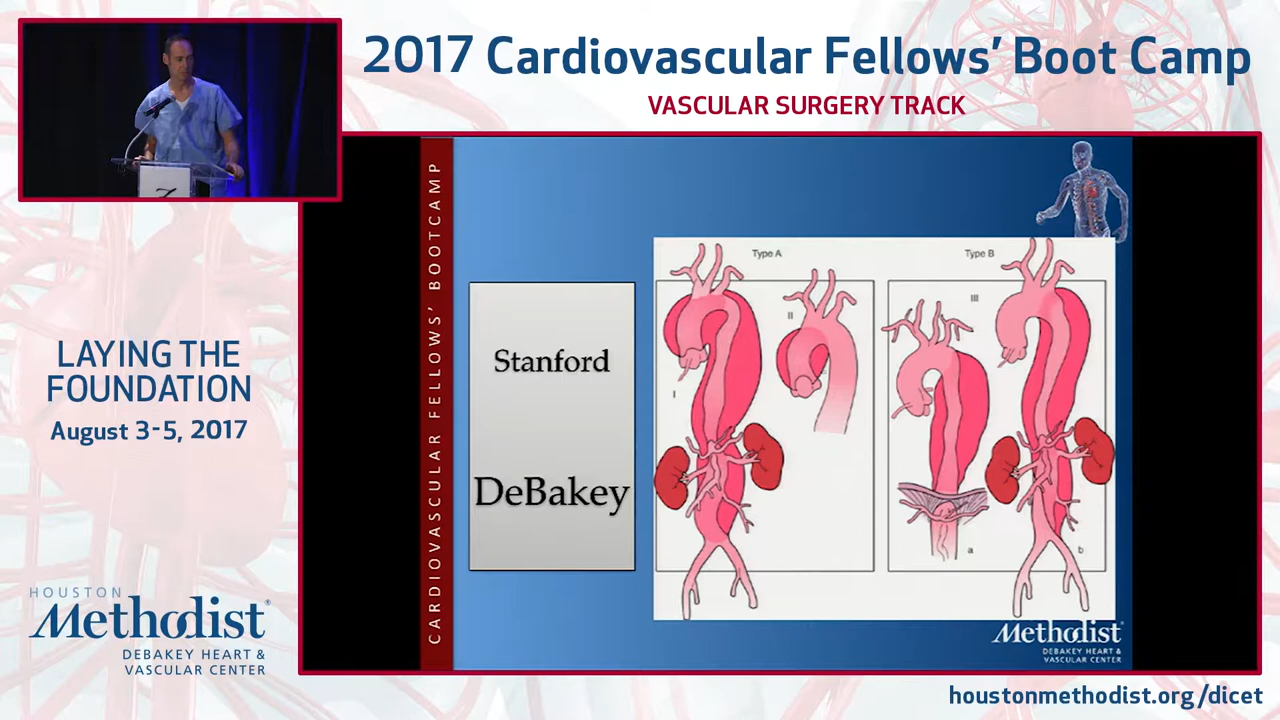 2017 Cardiovascular Fellows’ Boot Camp
VASCULAR SURGERY TRACK
LAYING THE
FOUNDATION
August 3-5, 2017
HOUSTON
Methodist®
DEBAKEY HEART &
VASCULAR CENTER
CARDIOVASCULAR FELLOWS’ BOOTCAMP
Stanford
DeBakey
Type A
Type B
I
II
III
a
b
Methodist®
DEBAKEY HEART &
VASCULAR CENTER
houstonmethodist.org/dicet